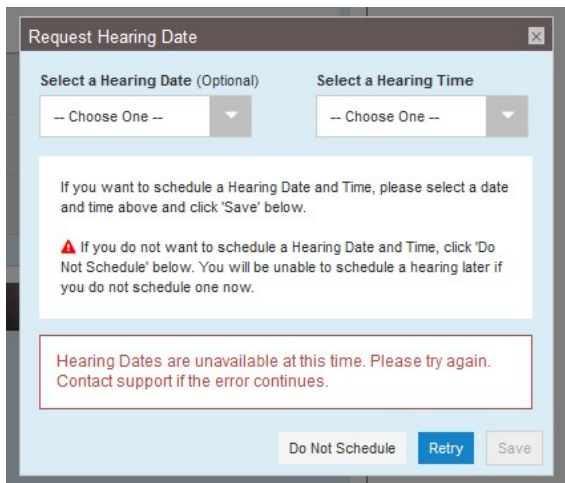 Request Hearing Date
Select a Hearing Date (Optional)
Select a Hearing Time
-- Choose One --
-- Choose One --
If you want to schedule a Hearing Date and Time, please select a date
and time above and click 'Save' below.
If you do not want to schedule a Hearing Date and Time, click 'Do
Not Schedule' below. You will be unable to schedule a hearing later if
you do not schedule one now.
Hearing Dates are unavailable at this time. Please try again.
Contact support if the error continues.
Do Not Schedule
Retry
Save